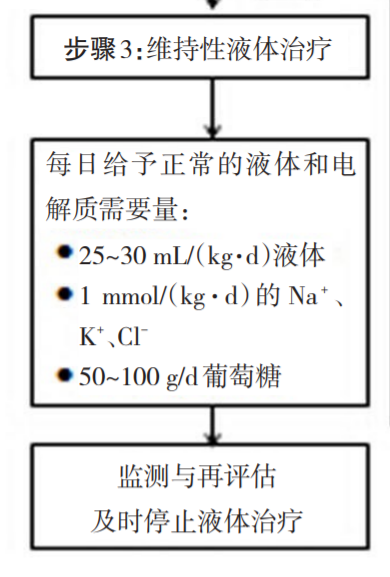 步骤3:维持性液体治疗
每日给予正常的液体和电
解质需要量:
●25~30 mL/(kg·d)液体
●1 mmol/(kg·d)的 Na⁺、
K⁺、Cl⁻
●50~100 g/d葡萄糖
监测与再评估
及时停止液体治疗